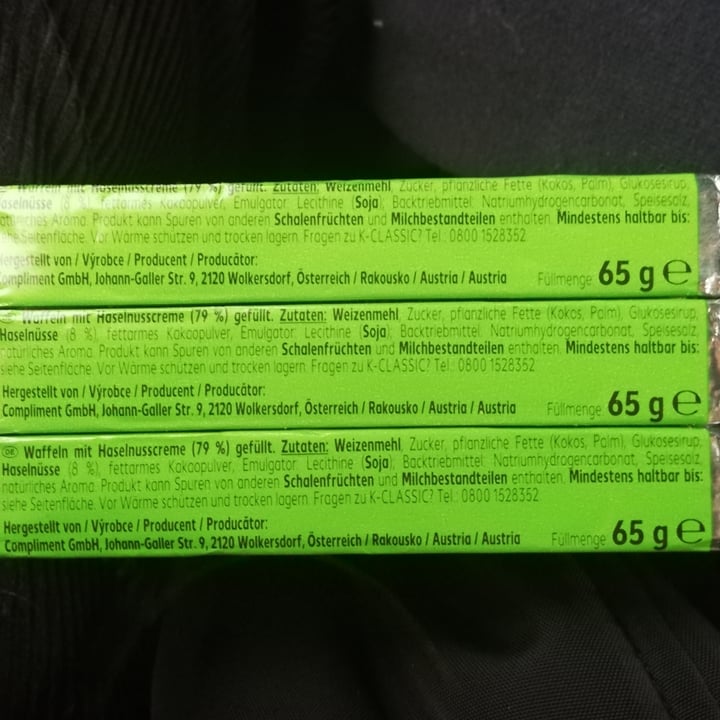 Waffeln mit Haselnusscreme (79 %) gefüllt. Zutaten: Weizenmehl, Zucker, pflanzliche Fette (Kokos, Palm), Glukosesirup,
Haselnüsse (8 %), fettarmes Kakaopulver, Emulgator: Lecithine (Soja), Backtriebmittel: Natriumhydrogencarbonat, Speisesalz,
natürliches Aroma. Produkt kann Spuren von anderen Schalenfrüchten und Milchbestandteilen enthalten. Mindestens haltbar bis:
siehe Seitenfläche. Vor Wärme schützen und trocken lagern. Fragen zu K-CLASSIC? Tel.: 0800 1528352
Hergestellt von / Výrobce / Producent / Producător:
Compliment GmbH, Johann-Galler Str. 9, 2120 Wolkersdorf, Österreich / Rakousko / Austria / Austria Füllmenge 65 g e
Waffeln mit Haselnusscreme (79 %) gefüllt. Zutaten: Weizenmehl, Zucker, pflanzliche Fette (Kokos, Palm), Glukosesirup,
Haselnüsse (8 %), fettarmes Kakaopulver, Emulgator: Lecithine (Soja), Backtriebmittel: Natriumhydrogencarbonat, Speisesalz,
natürliches Aroma. Produkt kann Spuren von anderen Schalenfrüchten und Milchbestandteilen enthalten. Mindestens haltbar bis:
siehe Seitenfläche. Vor Wärme schützen und trocken lagern. Fragen zu K-CLASSIC? Tel.: 0800 1528352
Hergestellt von / Výrobce / Producent / Producător:
Compliment GmbH, Johann-Galler Str. 9, 2120 Wolkersdorf, Österreich / Rakousko / Austria / Austria Füllmenge 65 g e
DE Waffeln mit Haselnusscreme (79 %) gefüllt. Zutaten: Weizenmehl, Zucker, pflanzliche Fette (Kokos, Palm), Glukosesirup,
Haselnüsse (8 %), fettarmes Kakaopulver, Emulgator: Lecithine (Soja), Backtriebmittel: Natriumhydrogencarbonat, Speisesalz,
natürliches Aroma. Produkt kann Spuren von anderen Schalenfrüchten und Milchbestandteilen enthalten. Mindestens haltbar bis:
siehe Seitenfläche. Vor Wärme schützen und trocken lagern. Fragen zu K-CLASSIC? Tel.: 0800 1528352
Hergestellt von / Výrobce / Producent / Producător:
Compliment GmbH, Johann-Galler Str. 9, 2120 Wolkersdorf, Österreich / Rakousko / Austria / Austria Füllmenge 65 g e